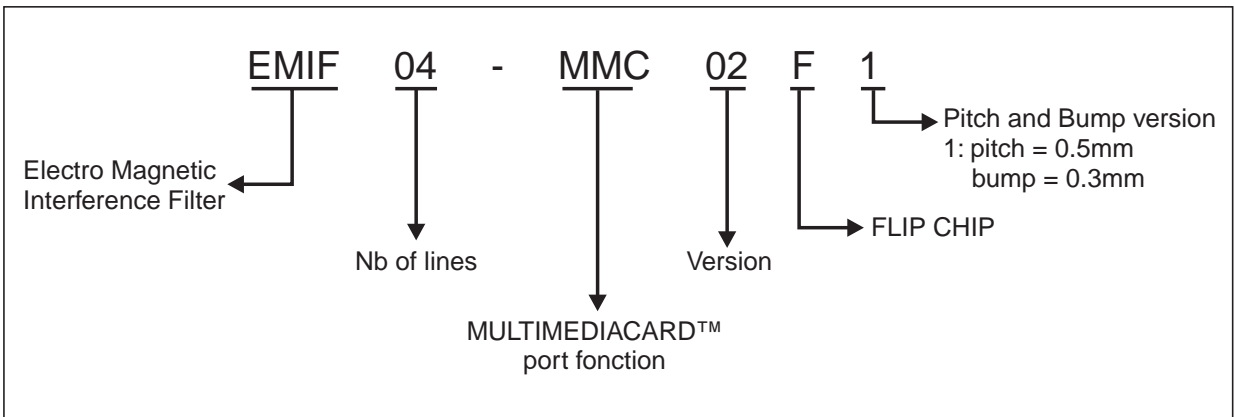 EMIF 04 - MMC 02 F 1
Pitch and Bump version
1: pitch = 0.5mm
bump = 0.3mm
Electro Magnetic
Interference Filter
FLIP CHIP
Nb of lines
Version
MULTIMEDIACARD™
port fonction